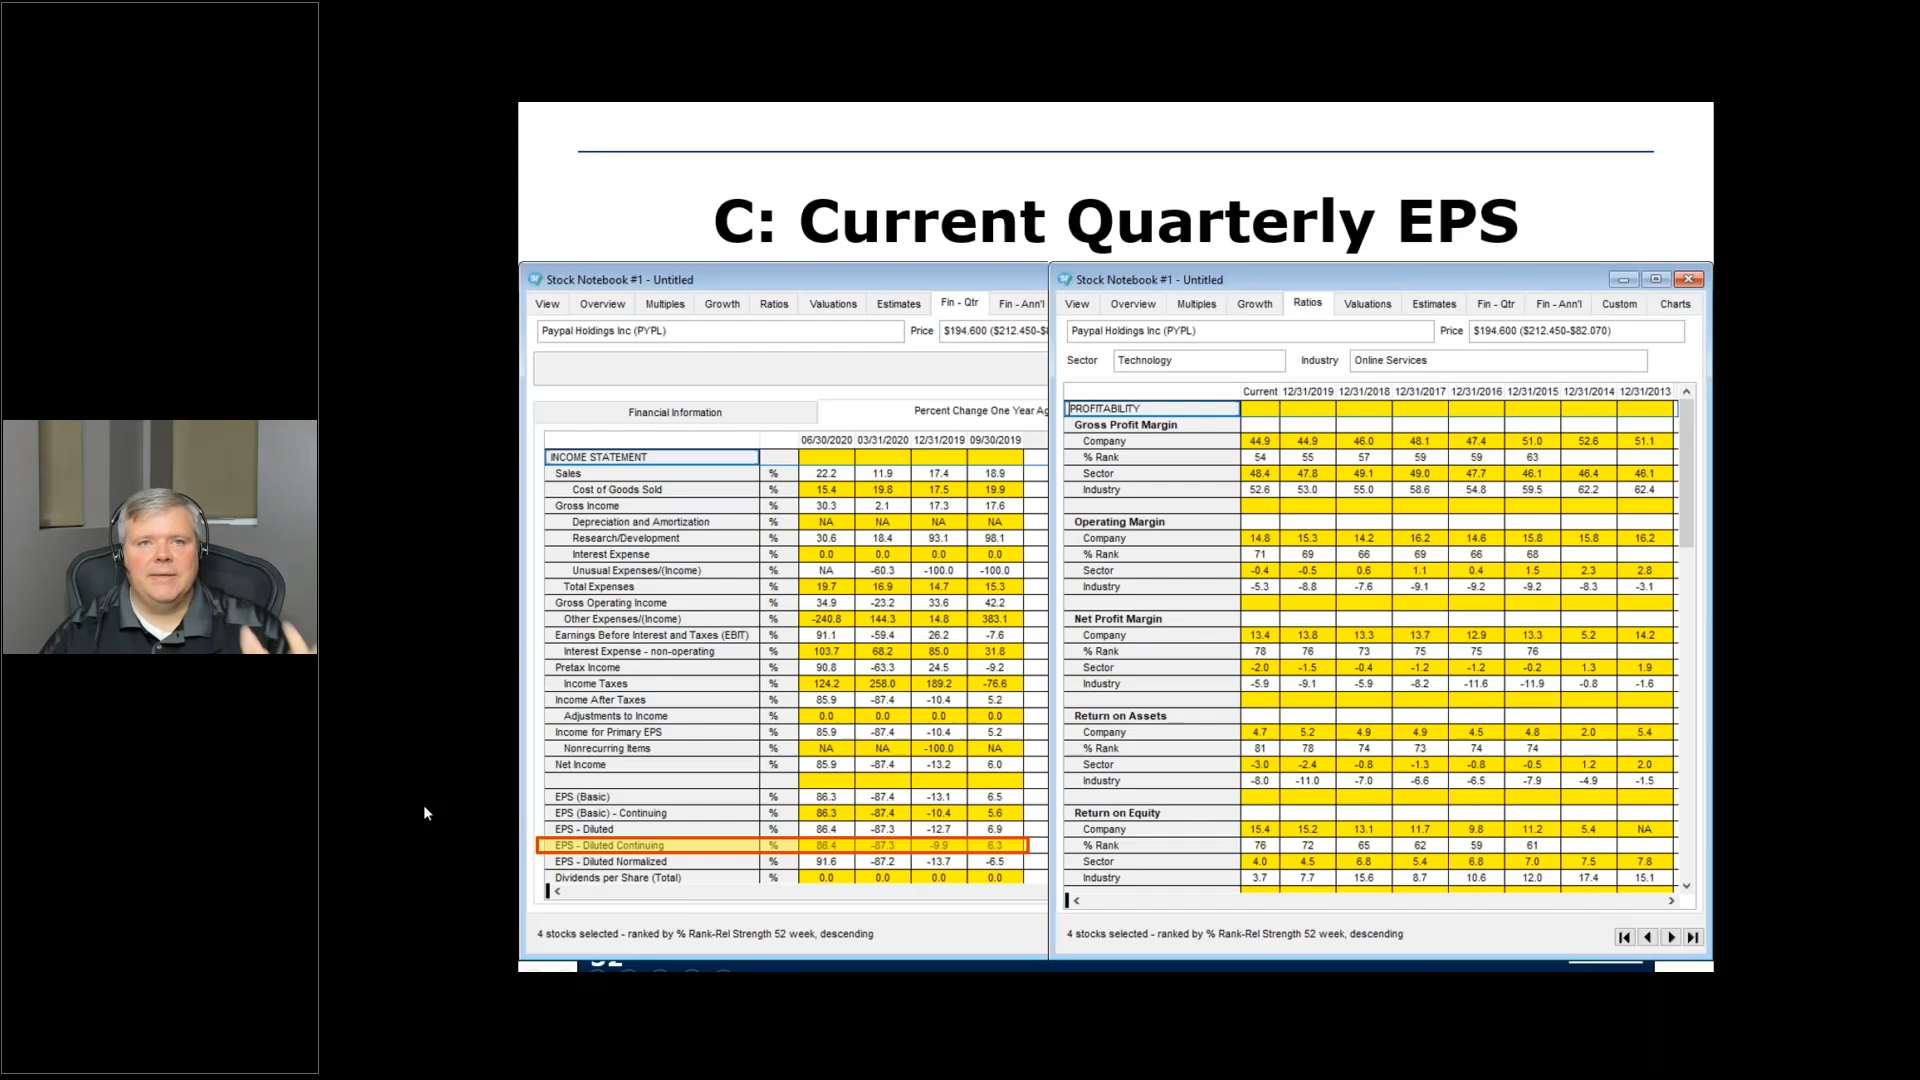 C: Current Quarterly EPS
Stock Notebook #1 - Untitled
View Overview Multiples Growth Ratios Valuations Estimates Fin - Qtr Fin - Ann'l
Paypal Holdings Inc (PYPL) Price $194.600 ($212.450-$
Financial Information Percent Change One Year Ag
06/30/2020 03/31/2020 12/31/2019 09/30/2019
INCOME STATEMENT
Sales % 22.2 11.9 17.4 18.9
Cost of Goods Sold % 15.4 19.8 17.5 19.9
Gross Income % 30.3 2.1 17.3 17.6
Depreciation and Amortization % NA NA NA NA
Research/Development % 30.6 18.4 93.1 98.1
Interest Expense % 0.0 0.0 0.0 0.0
Unusual Expenses/(Income) % NA -60.3 -100.0 -100.0
Total Expenses % 19.7 16.9 14.7 15.3
Gross Operating Income % 34.9 -23.2 33.6 42.2
Other Expenses/(Income) % -240.8 144.3 14.8 383.1
Earnings Before Interest and Taxes (EBIT) % 91.1 -59.4 26.2 -7.6
Interest Expense - non-operating % 103.7 68.2 85.0 31.8
Pretax Income % 90.8 -63.3 24.5 -9.2
Income Taxes % 124.2 258.0 189.2 -76.6
Income After Taxes % 85.9 -87.4 -10.4 5.2
Adjustments to Income % 0.0 0.0 0.0 0.0
Income for Primary EPS % 85.9 -87.4 -10.4 5.2
Nonrecurring Items % NA NA -100.0 NA
Net Income % 85.9 -87.4 -13.2 6.0
EPS (Basic) % 86.3 -87.4 -13.1 6.5
EPS (Basic) - Continuing % 86.3 -87.4 -10.4 5.6
EPS - Diluted % 86.4 -87.3 -12.7 6.9
EPS - Diluted Continuing % 86.4 -87.3 -9.9 6.3
EPS - Diluted Normalized % 91.6 -87.2 -13.7 -6.5
Dividends per Share (Total) % 0.0 0.0 0.0 0.0
4 stocks selected - ranked by % Rank-Rel Strength 52 week, descending
Stock Notebook #1 - Untitled
View Overview Multiples Growth Ratios Valuations Estimates Fin - Qtr Fin - Ann'l Custom Charts
Paypal Holdings Inc (PYPL) Price $194.600 ($212.450-$82.070)
Sector Technology Industry Online Services
Current 12/31/2019 12/31/2018 12/31/2017 12/31/2016 12/31/2015 12/31/2014 12/31/2013
PROFITABILITY
Gross Profit Margin
Company 44.9 44.9 46.0 48.1 47.4 51.0 52.6 51.1
% Rank 54 55 57 59 59 63
Sector 48.4 47.8 49.1 49.0 47.7 46.1 46.4 46.1
Industry 52.6 53.0 55.0 58.6 54.8 59.5 62.2 62.4
Operating Margin
Company 14.8 15.3 14.2 16.2 14.6 15.8 15.8 16.2
% Rank 71 69 66 69 66 68
Sector -0.4 -0.5 0.6 1.1 0.4 1.5 2.3 2.8
Industry -5.3 -8.8 -7.6 -9.1 -9.2 -9.2 -8.3 -3.1
Net Profit Margin
Company 13.4 13.8 13.3 13.7 12.9 13.3 5.2 14.2
% Rank 78 76 73 75 75 76
Sector -2.0 -1.5 -0.4 -1.2 -1.2 -0.2 1.3 1.9
Industry -5.9 -9.1 -5.9 -8.2 -11.6 -11.9 -0.8 -1.6
Return on Assets
Company 4.7 5.2 4.9 4.9 4.5 4.8 2.0 5.4
% Rank 81 78 74 73 74 74
Sector -3.0 -2.4 -0.8 -1.3 -0.8 -0.5 1.2 2.0
Industry -8.0 -11.0 -7.0 -6.6 -6.5 -7.9 -4.9 -1.5
Return on Equity
Company 15.4 15.2 13.1 11.7 9.8 11.2 5.4 NA
% Rank 76 72 65 62 59 61
Sector 4.0 4.5 6.8 5.4 6.8 7.0 7.5 7.8
Industry 3.7 7.7 15.6 8.7 10.6 12.0 17.4 15.1
4 stocks selected - ranked by % Rank-Rel Strength 52 week, descending